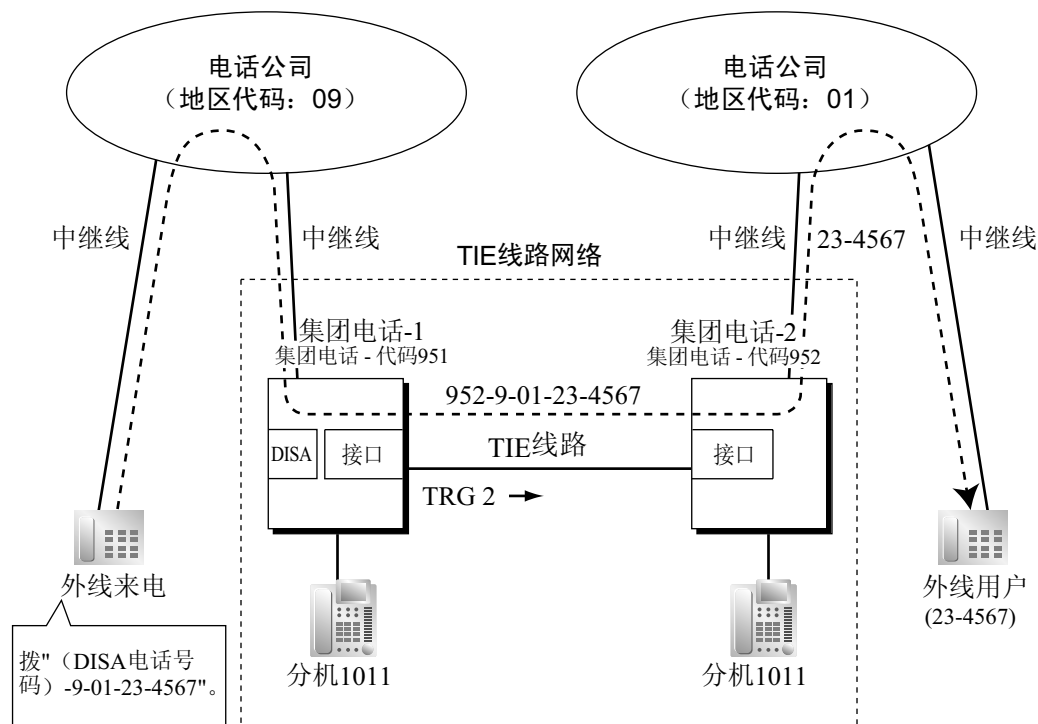 电话公司
（地区代码：09）
电话公司
（地区代码：01）
中继线
中继线
中继线
23-4567
中继线
TIE线路网络
集团电话-1
集团电话 - 代码951
集团电话-2
集团电话 - 代码952
952-9-01-23-4567
DISA
接口
TIE线路
接口
TRG 2
外线来电
外线用户
(23-4567)
拨"（DISA电话号
码）-9-01-23-4567"。
分机1011
分机1011